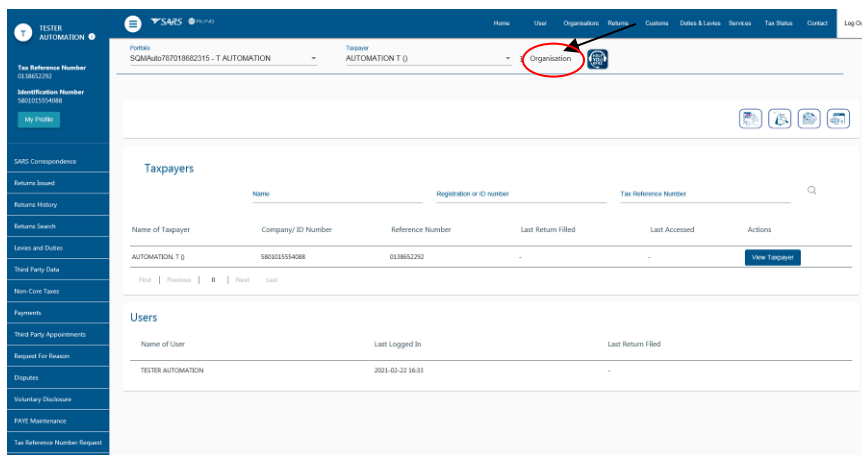 T
TESTER
AUTOMATION
Tax Reference Number
0138652292
Identification Number
5801015554088
My Profile
SARS Correspondence
Returns Issued
Returns History
Returns Search
Levies and Duties
Third Party Data
Non-Core Taxes
Payments
Third Party Appointments
Request For Reason
Disputes
Voluntary Disclosure
PAYE Maintenance
Tax Reference Number Request
SARS eFILING
Home User Organisations Returns Customs Duties & Levies Services Tax Status Contact Log Ou
Portfolio
SQMAuto787018682315 - T AUTOMATION
Taxpayer
AUTOMATION T ()
Organisation
Taxpayers
Name Registration or ID number Tax Reference Number
Name of Taxpayer Company/ ID Number Reference Number Last Return Filled Last Accessed Actions
AUTOMATION, T () 5801015554088 0138652292 - - View Taxpayer
First | Previous | 0 | Next Last
Users
Name of User Last Logged In Last Return Filed
TESTER AUTOMATION 2021-02-22 16:33 -